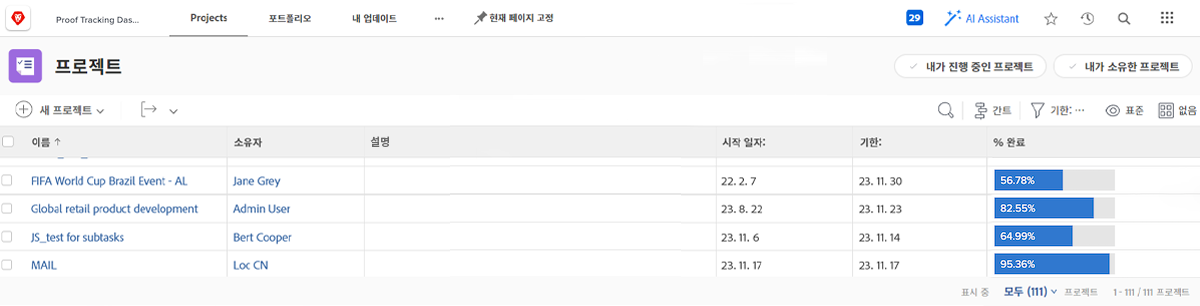 Proof Tracking Das... Projects 포트폴리오 내 업데이트 ... 현재 페이지 고정 29 AI Assistant
프로젝트 내가 진행 중인 프로젝트 내가 소유한 프로젝트
새 프로젝트 간트 기한: ... 표준 없음
이름 소유자 설명 시작 일자: 기한: % 완료
FIFA World Cup Brazil Event - AL Jane Grey 22. 2. 7 23. 11. 30 56.78%
Global retail product development Admin User 23. 8. 22 23. 11. 23 82.55%
JS_test for subtasks Bert Cooper 23. 11. 6 23. 11. 14 64.99%
MAIL Loc CN 23. 11. 17 23. 11. 17 95.36%
표시 중 모두 (111) 프로젝트 1 - 111 / 111 프로젝트